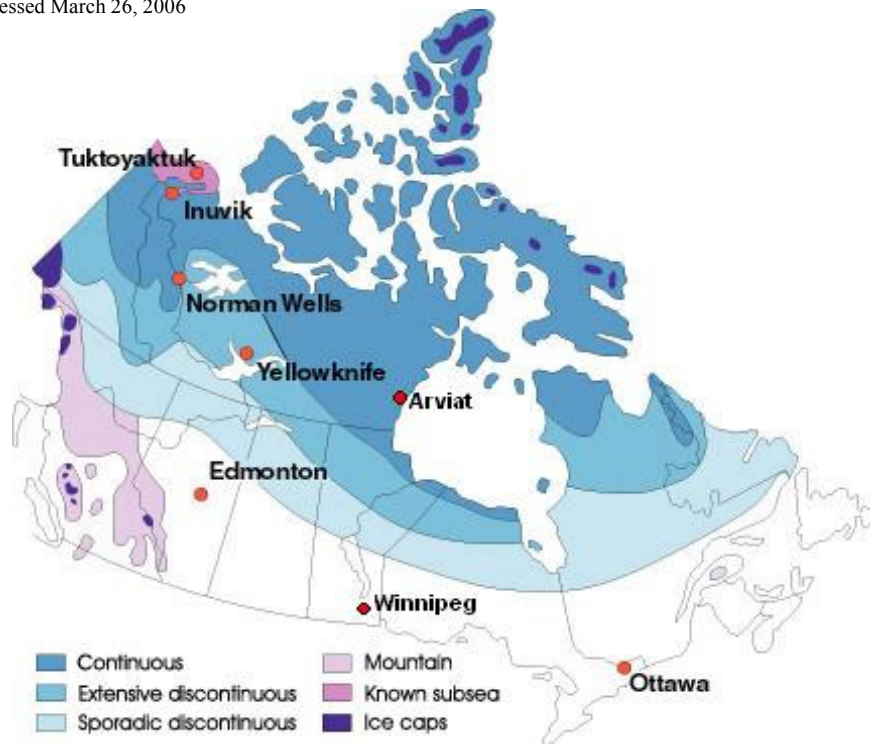 essed March 26, 2006
Tuktoyaktuk
Inuvik
Norman Wells
Yellowknife
Arviat
Edmonton
Winnipeg
Ottawa
Continuous
Extensive discontinuous
Sporadic discontinuous
Mountain
Known subsea
Ice caps